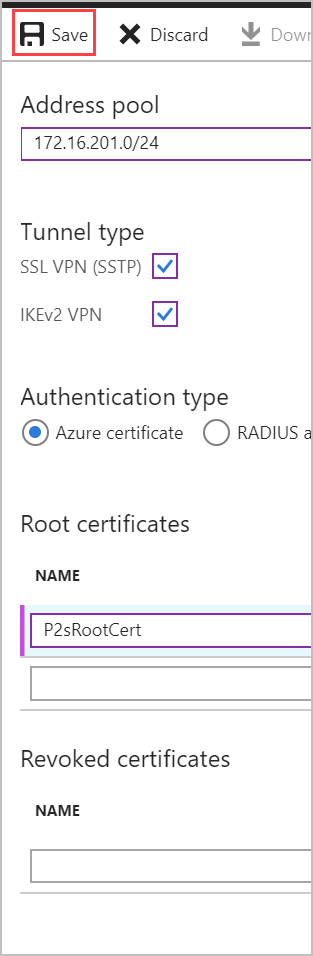 Save Discard
Address pool
172.16.201.0/24
Tunnel type
SSL VPN (SSTP)
IKEv2 VPN
Authentication type
Azure certificate RADIUS
Root certificates
NAME
P2sRootCert
Revoked certificates
NAME